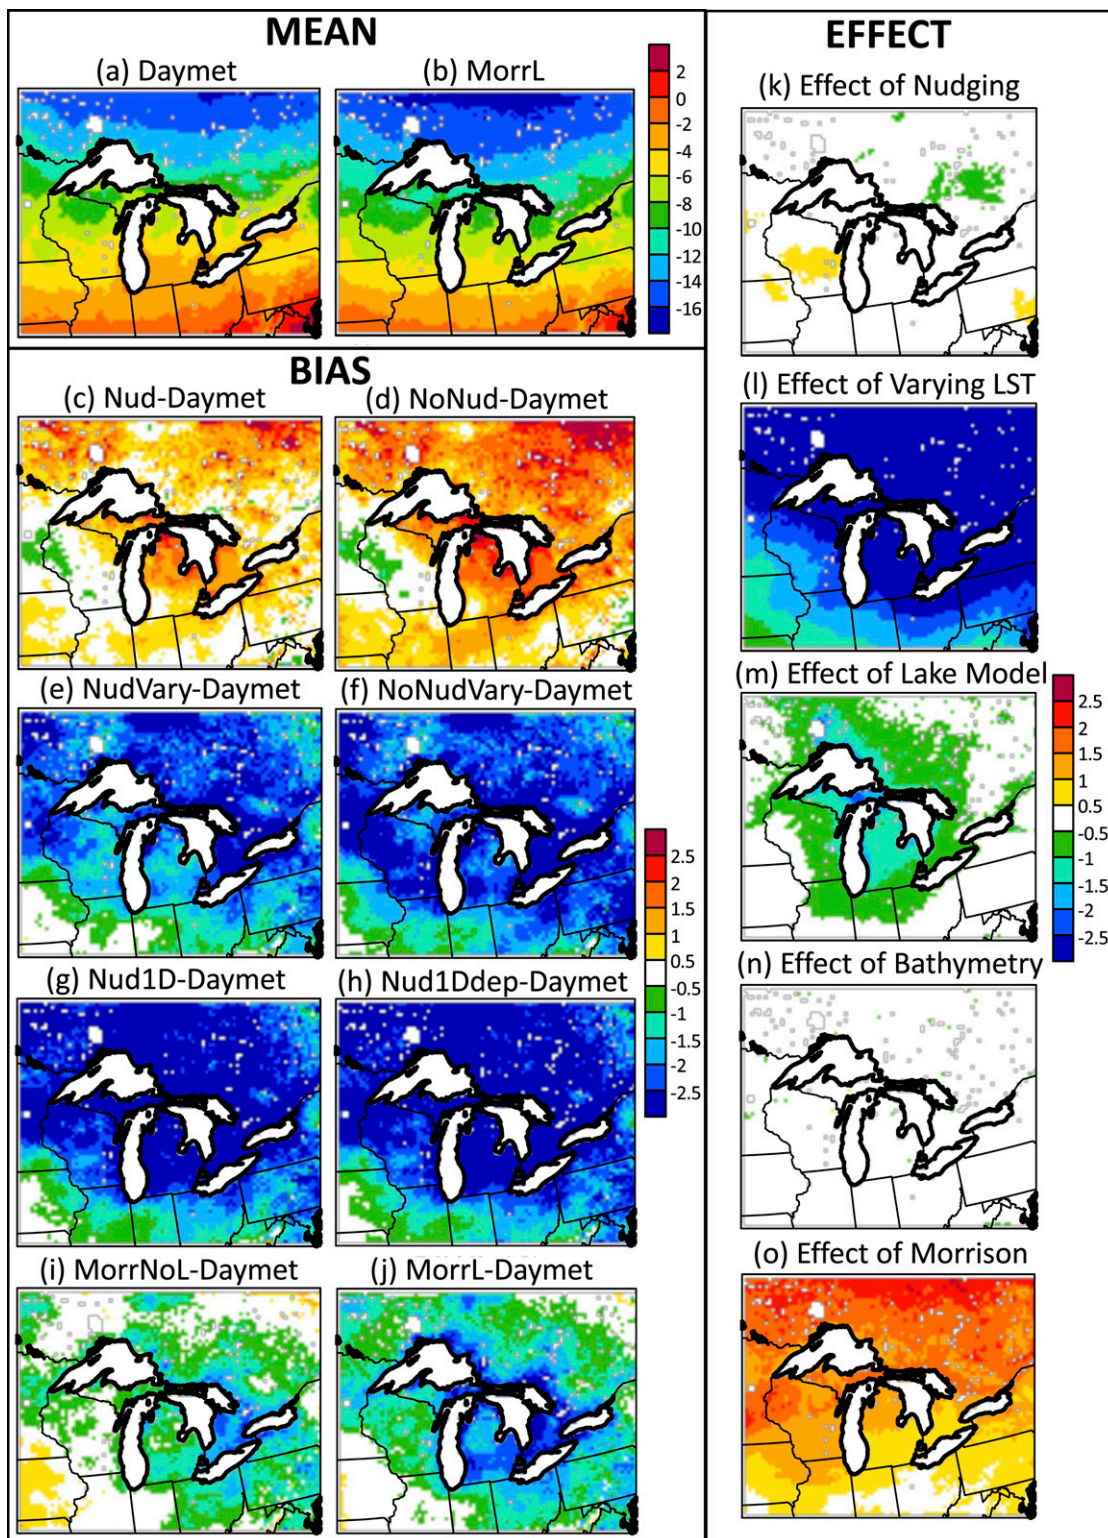 MEAN
(a) Daymet
(b) MorrL
2
0
-2
-4
-6
-8
-10
-12
-14
-16
BIAS
(c) Nud-Daymet
(d) NoNud-Daymet
(e) NudVary-Daymet
(f) NoNudVary-Daymet
(g) Nud1D-Daymet
(h) Nud1Ddep-Daymet
(i) MorrNoL-Daymet
(j) MorrL-Daymet
2.5
2
1.5
1
0.5
-0.5
-1
-1.5
-2
-2.5
EFFECT
(k) Effect of Nudging
(l) Effect of Varying LST
(m) Effect of Lake Model
(n) Effect of Bathymetry
(o) Effect of Morrison
2.5
2
1.5
1
0.5
-0.5
-1
-1.5
-2
-2.5